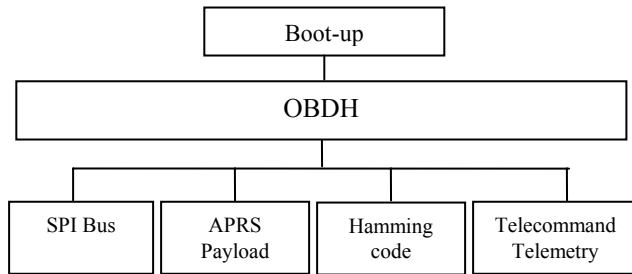 Boot-up
OBDH
SPI Bus
APRS
Payload
Hamming
code
Telecommand
Telemetry